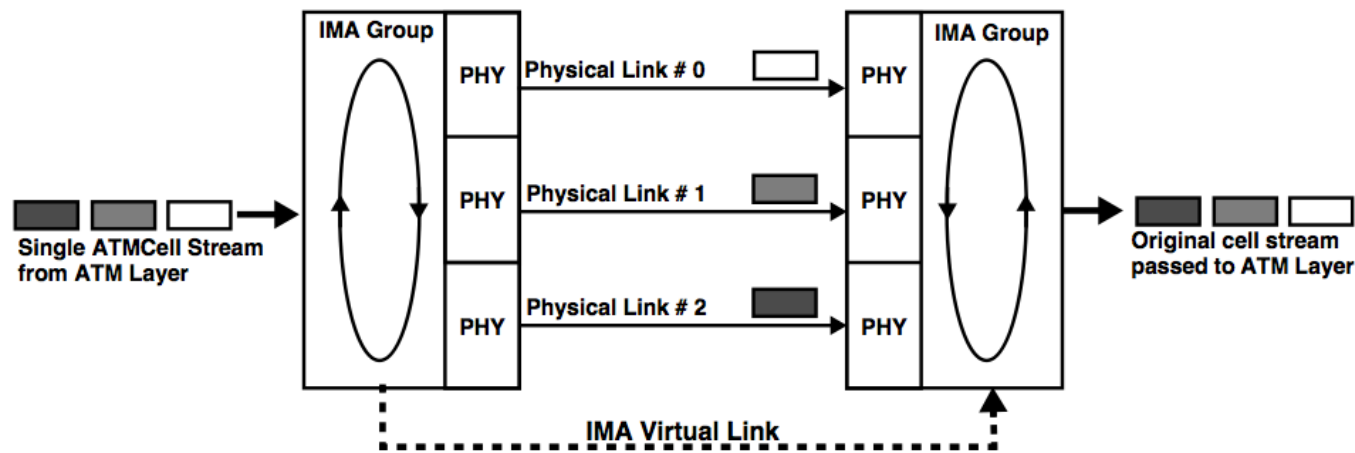 IMA Group
IMA Group
PHY
Physical Link # 0
PHY
PHY
Physical Link # 1
PHY
Single ATMCell Stream
from ATM Layer
Original cell stream
passed to ATM Layer
PHY
Physical Link # 2
PHY
IMA Virtual Link